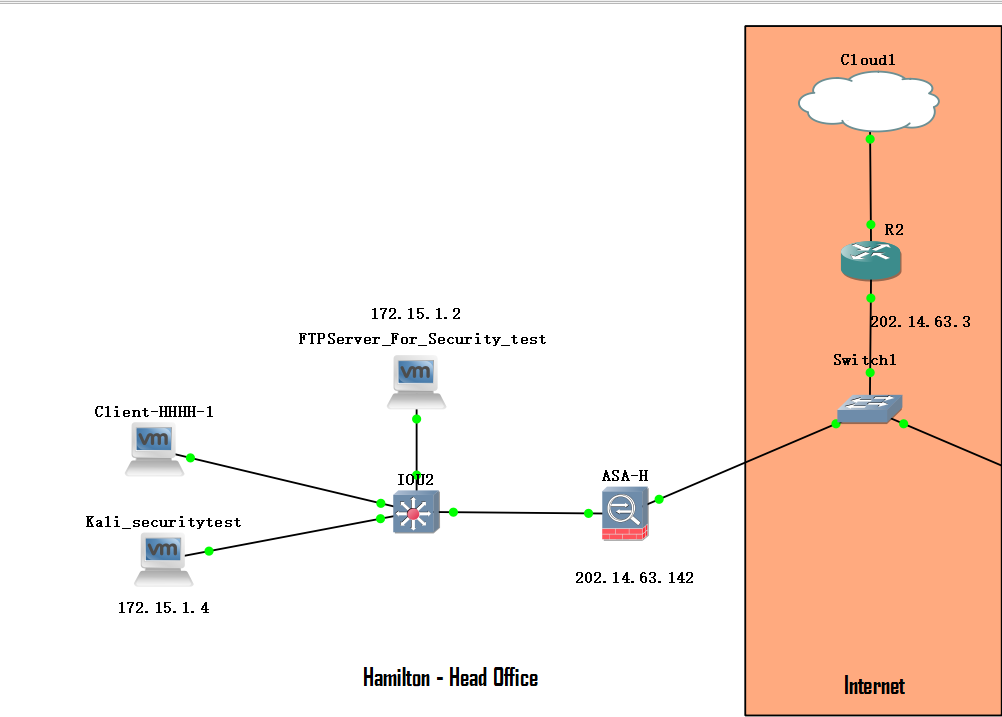 Cloud1
R2
172.15.1.2
202.14.63.3
FTPServer_For_Security_test
Switch1
vm
Client-HHHH-1
vm
IOU2
ASA-H
Kali_securitytest
vm
202.14.63.142
172.15.1.4
Hamilton - Head Office
Internet